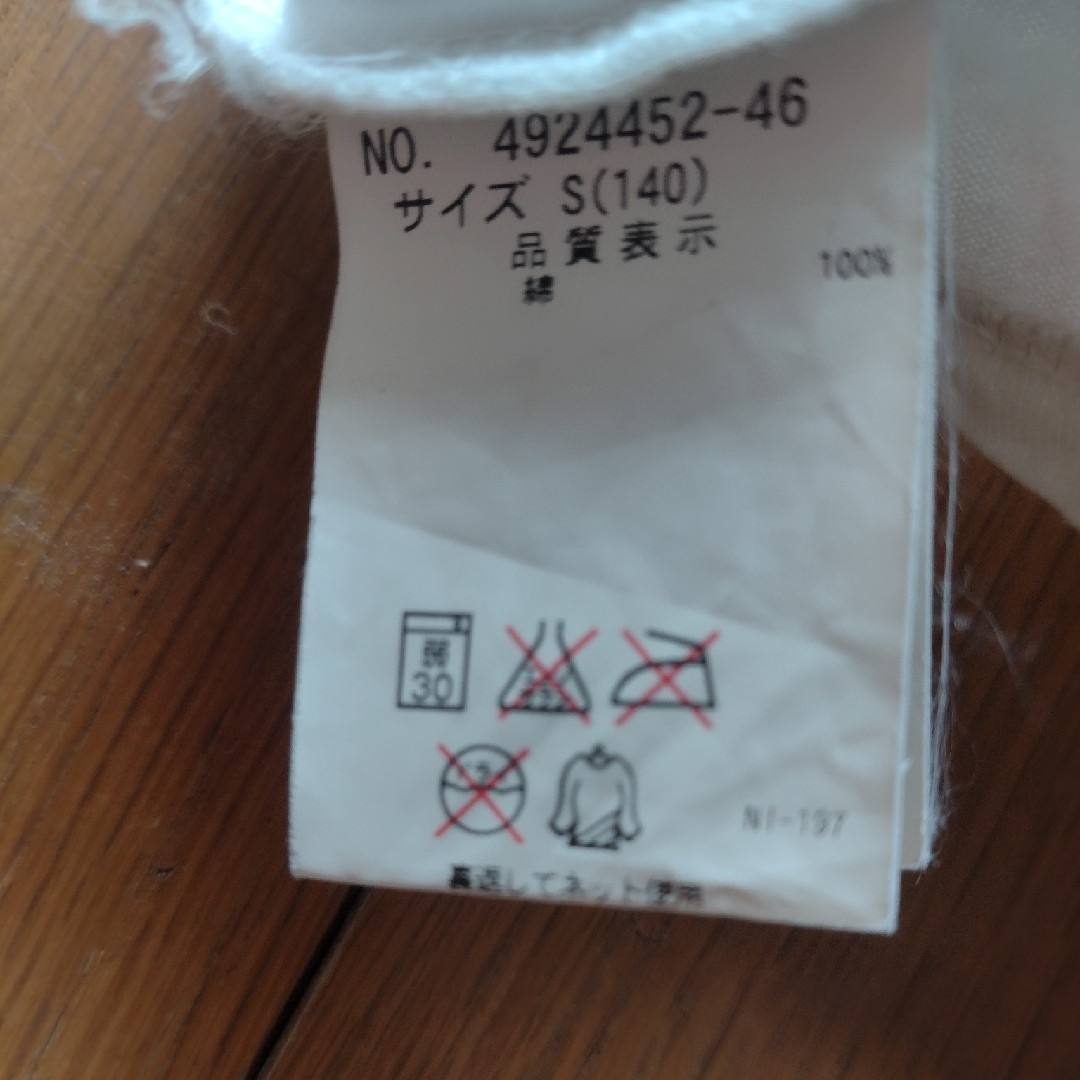 NO. 4924452-46
サイズ S(140)
品質表示
綿 100%
弱
30
NI-197
裏返してネット使用